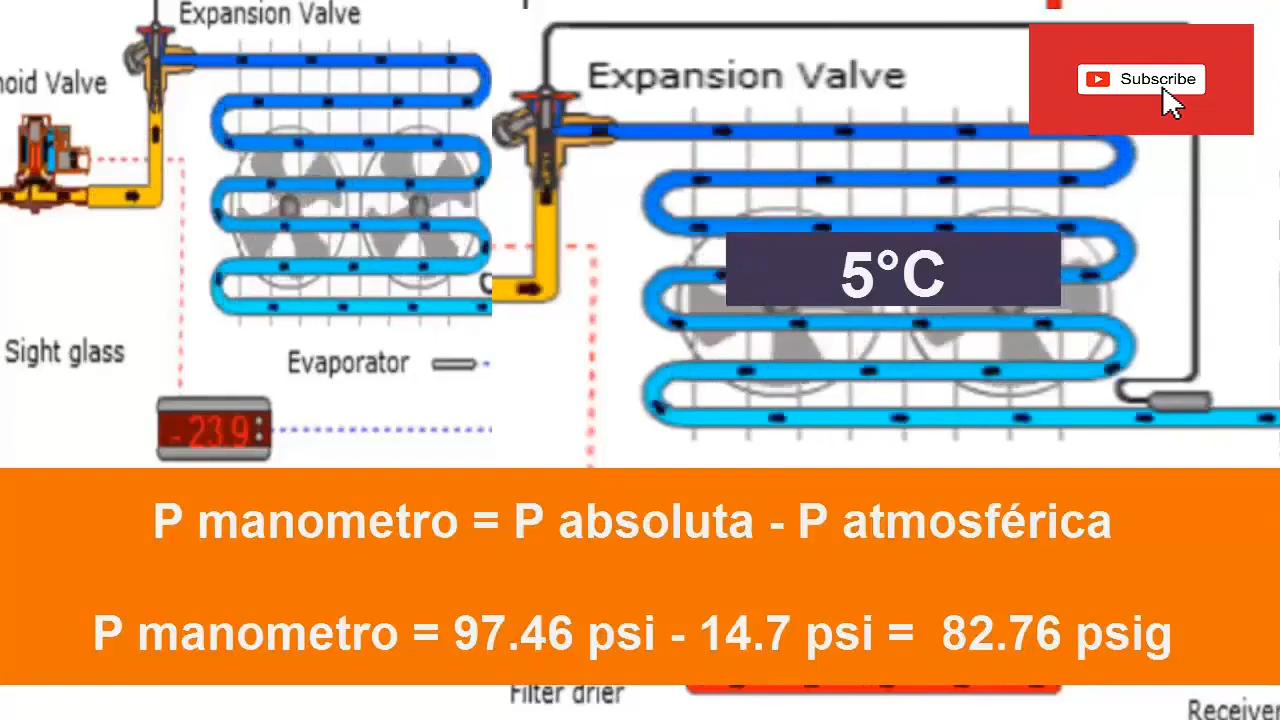 Expansion Valve
noid Valve
Expansion Valve
Subscribe
5°C
Sight glass
Evaporator
-23.9
P manometro = P absoluta - P atmosférica
P manometro = 97.46 psi - 14.7 psi = 82.76 psig
Filter drier
Receiver